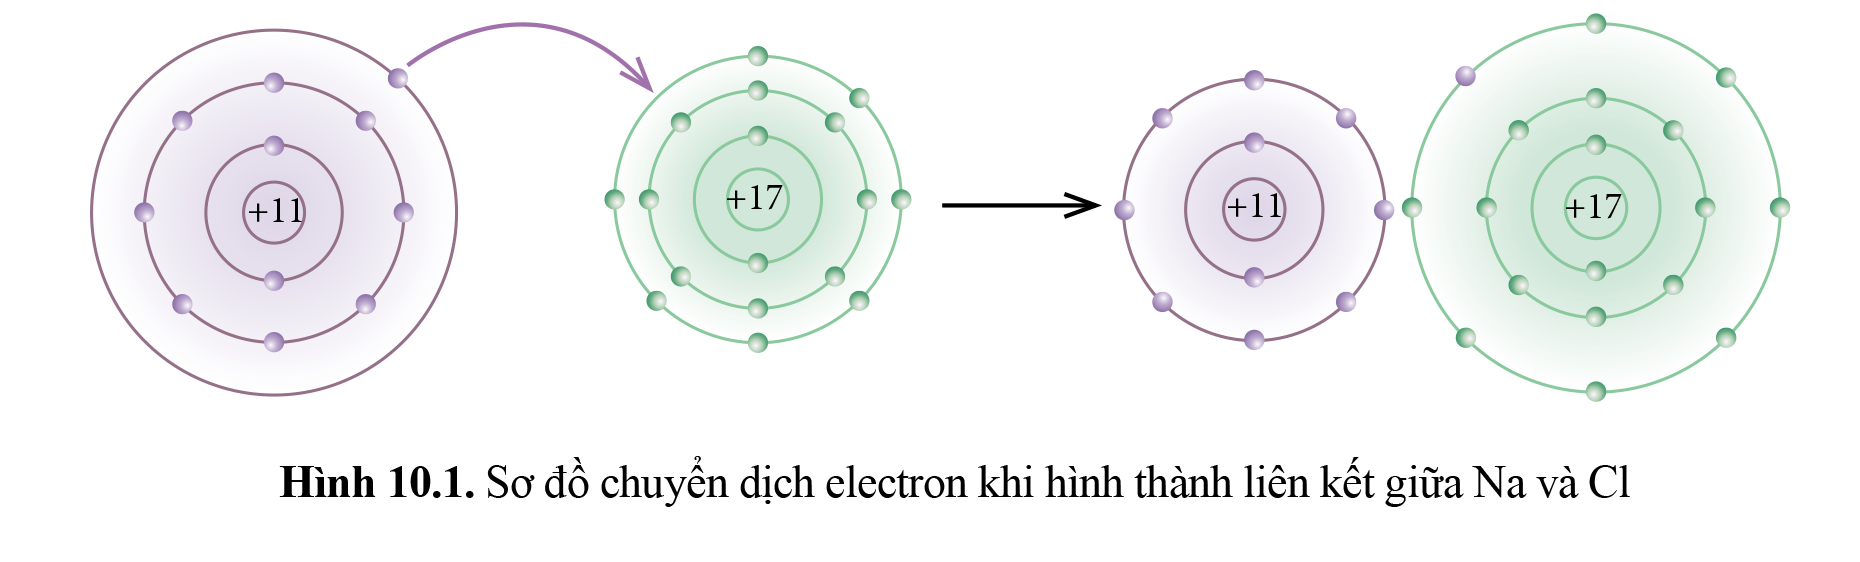 +11
+17
+11
+17
Hình 10.1. Sơ đồ chuyển dịch electron khi hình thành liên kết giữa Na và Cl